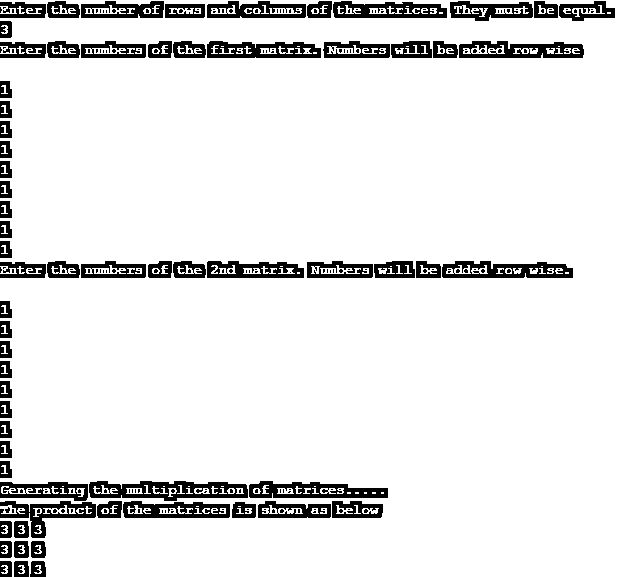 Enter the number of rows and columns of the matrices. They must be equal.
3
Enter the numbers of the first matrix. Numbers will be added row wise
1
1
1
1
1
1
1
1
1
Enter the numbers of the 2nd matrix. Numbers will be added row wise.
1
1
1
1
1
1
1
1
1
Generating the multiplication of matrices.....
The product of the matrices is shown as below
3 3 3
3 3 3
3 3 3